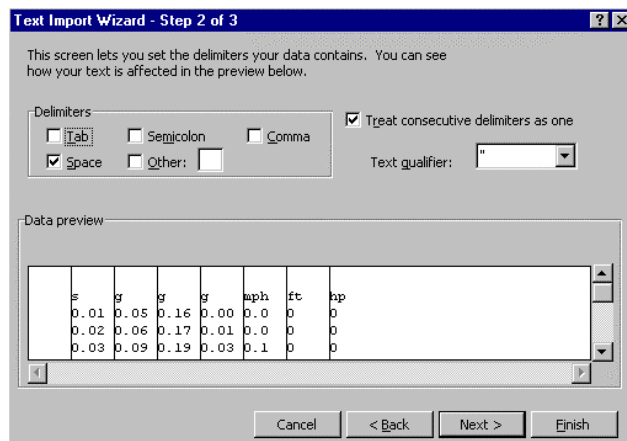 Text Import Wizard - Step 2 of 3
This screen lets you set the delimiters your data contains. You can see
how your text is affected in the preview below.
Delimiters
Tab Semicolon Comma
Space Other:
Treat consecutive delimiters as one
Text qualifier: "
Data preview
s g g g mph ft hp
0.01 0.05 0.16 0.00 0.0 0 0
0.02 0.06 0.17 0.01 0.0 0 0
0.03 0.09 0.19 0.03 0.1 0 0
Cancel < Back Next > Finish